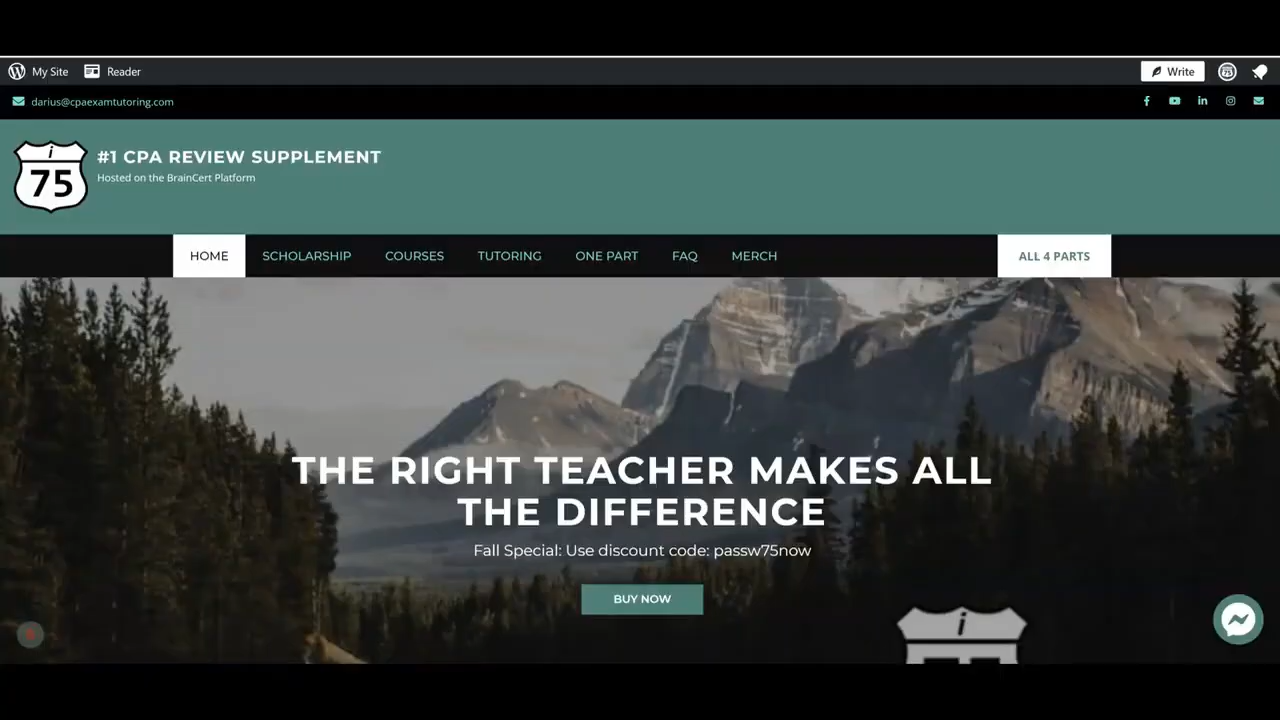 My Site
Reader
Write
darius@cpaexamtutoring.com
i
75
#1 CPA REVIEW SUPPLEMENT
Hosted on the BrainCert Platform
HOME
SCHOLARSHIP
COURSES
TUTORING
ONE PART
FAQ
MERCH
ALL 4 PARTS
THE RIGHT TEACHER MAKES ALL
THE DIFFERENCE
Fall Special: Use discount code: passw75now
BUY NOW
i